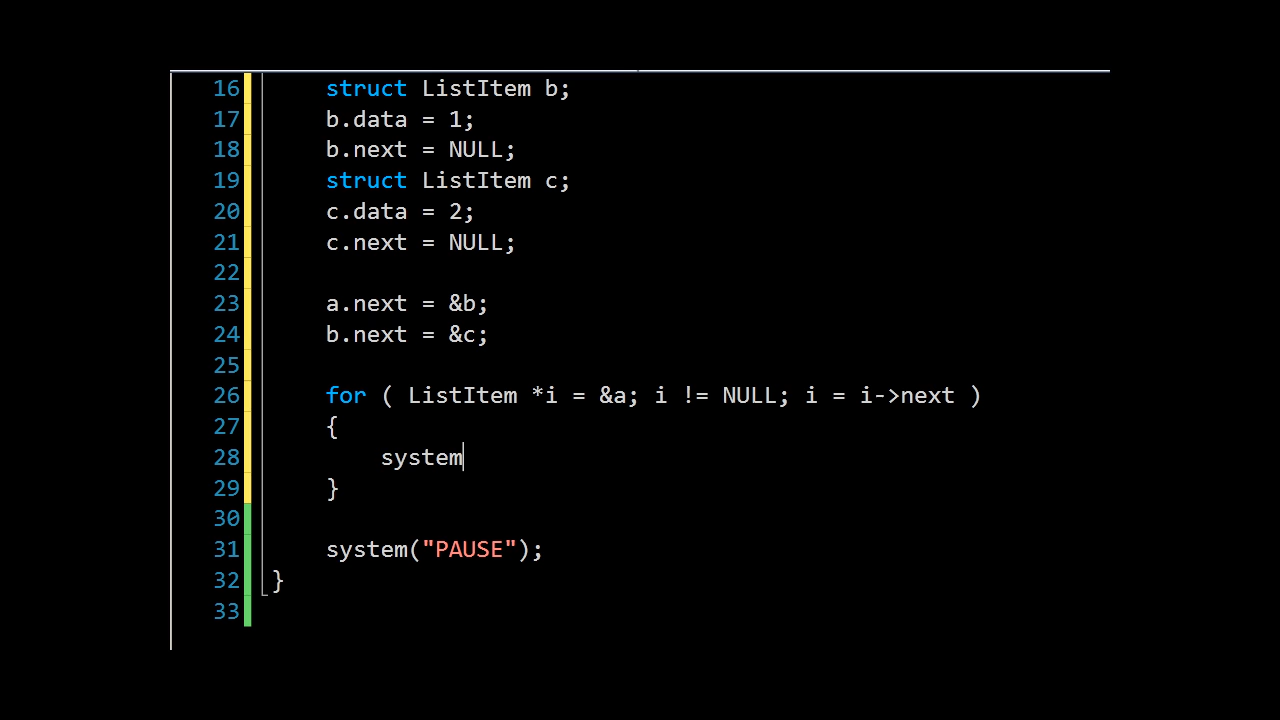 16 struct ListItem b;
17 b.data = 1;
18 b.next = NULL;
19 struct ListItem c;
20 c.data = 2;
21 c.next = NULL;
22
23 a.next = &b;
24 b.next = &c;
25
26 for ( ListItem *i = &a; i != NULL; i = i->next )
27 {
28 system
29 }
30
31 system("PAUSE");
32 }
33